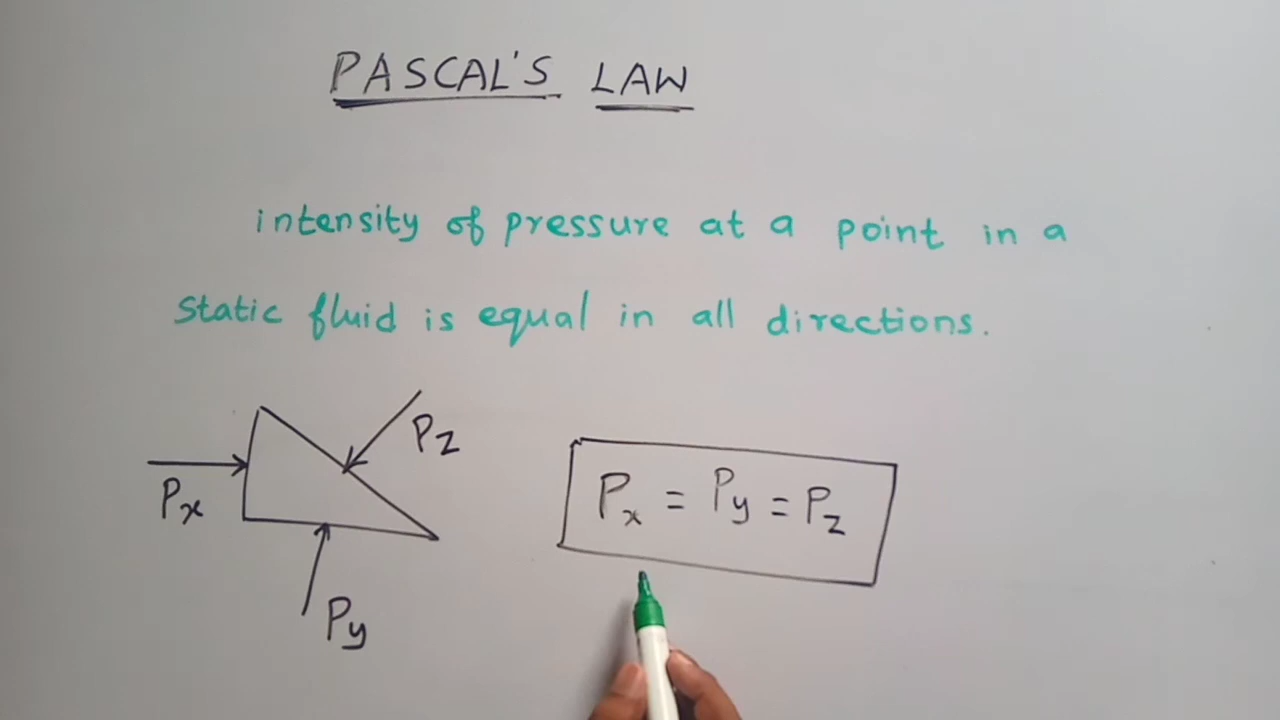 PASCAL'S LAW
intensity of pressure at a point in a
static fluid is equal in all directions.
Pz
Px
Px = Py = Pz
Py